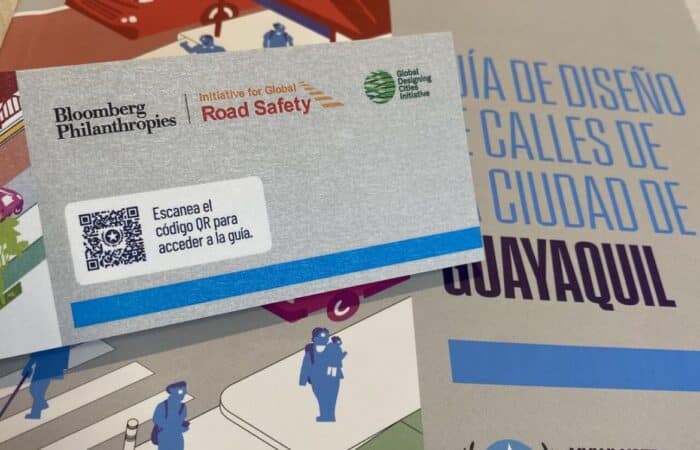 Bloomberg
Philanthropies
Initiative for Global
Road Safety
Global
Designing
Cities
Initiative
Escanea el
código QR para
acceder a la guía.
UÍA DE DISEÑO
E CALLES DE
CIUDAD DE
GUAYAQUIL